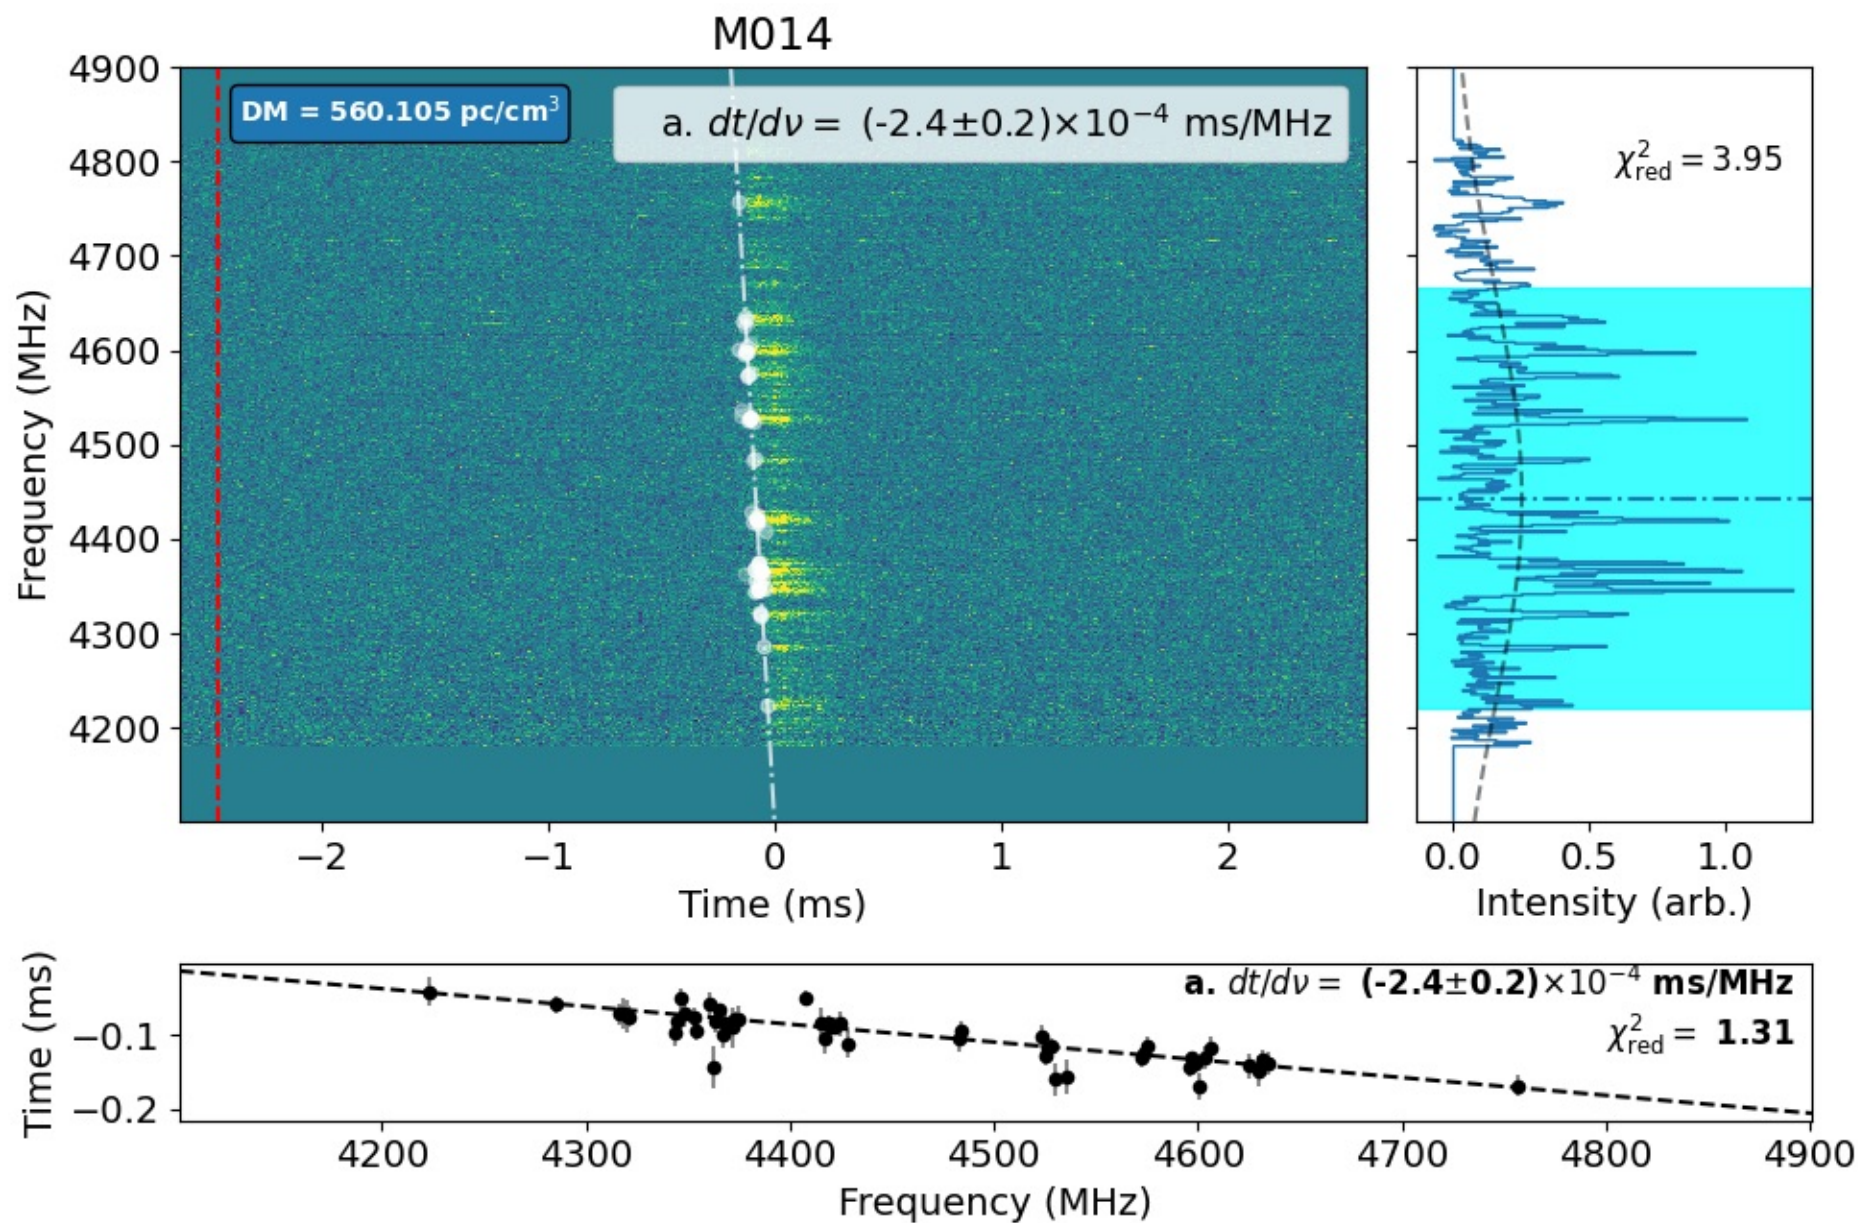 M014
4900
4800
4700
4600
4500
4400
4300
4200
Frequency (MHz)
DM = 560.105 pc/cm³
a. dt/dν = (-2.4±0.2)×10⁻⁴ ms/MHz
−2 −1 0 1 2
Time (ms)
χ²red = 3.95
0.0 0.5 1.0
Intensity (arb.)
Time (ms)
−0.1
−0.2
a. dt/dν = (-2.4±0.2)×10⁻⁴ ms/MHz
χ²red = 1.31
4200 4300 4400 4500 4600 4700 4800 4900
Frequency (MHz)